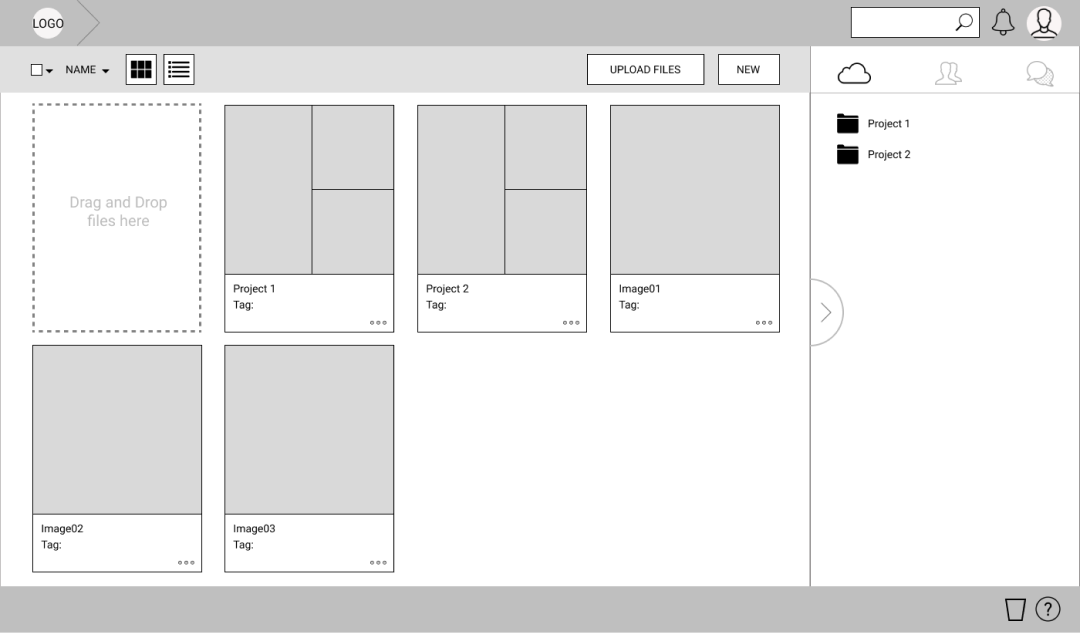 LOGO
NAME
UPLOAD FILES
NEW
Drag and Drop
files here
Project 1
Tag:
Project 2
Tag:
Image01
Tag:
Image02
Tag:
Image03
Tag:
Project 1
Project 2
?